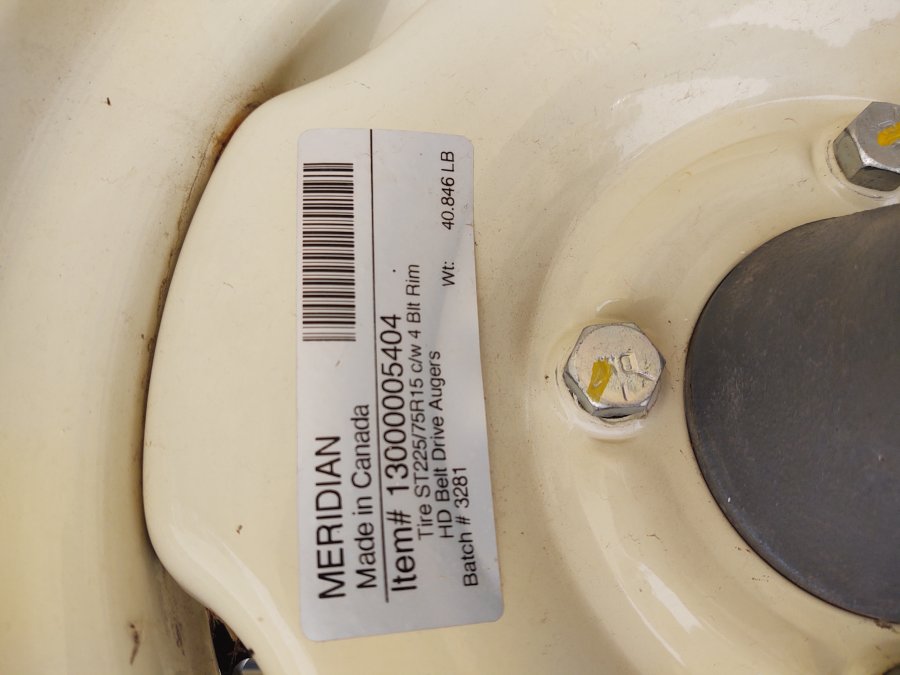 MERIDIAN
Made in Canada
Item# 13000005404
Tire ST225/75R15 c/w 4 Blt Rim
HD Belt Drive Augers
Wt: 40.846 LB
Batch # 3281